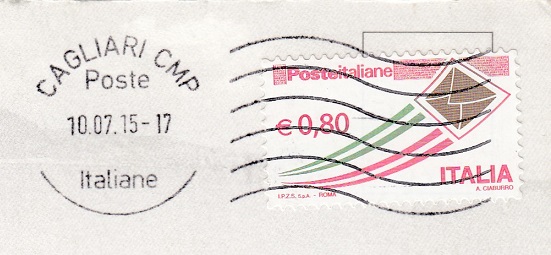 CAGLIARI CMP
Poste
10.07.15-17
Italiane
Posteitaliane
€0,80
ITALIA
A. CIABURRO
I.P.Z.S. S.p.A. - ROMA